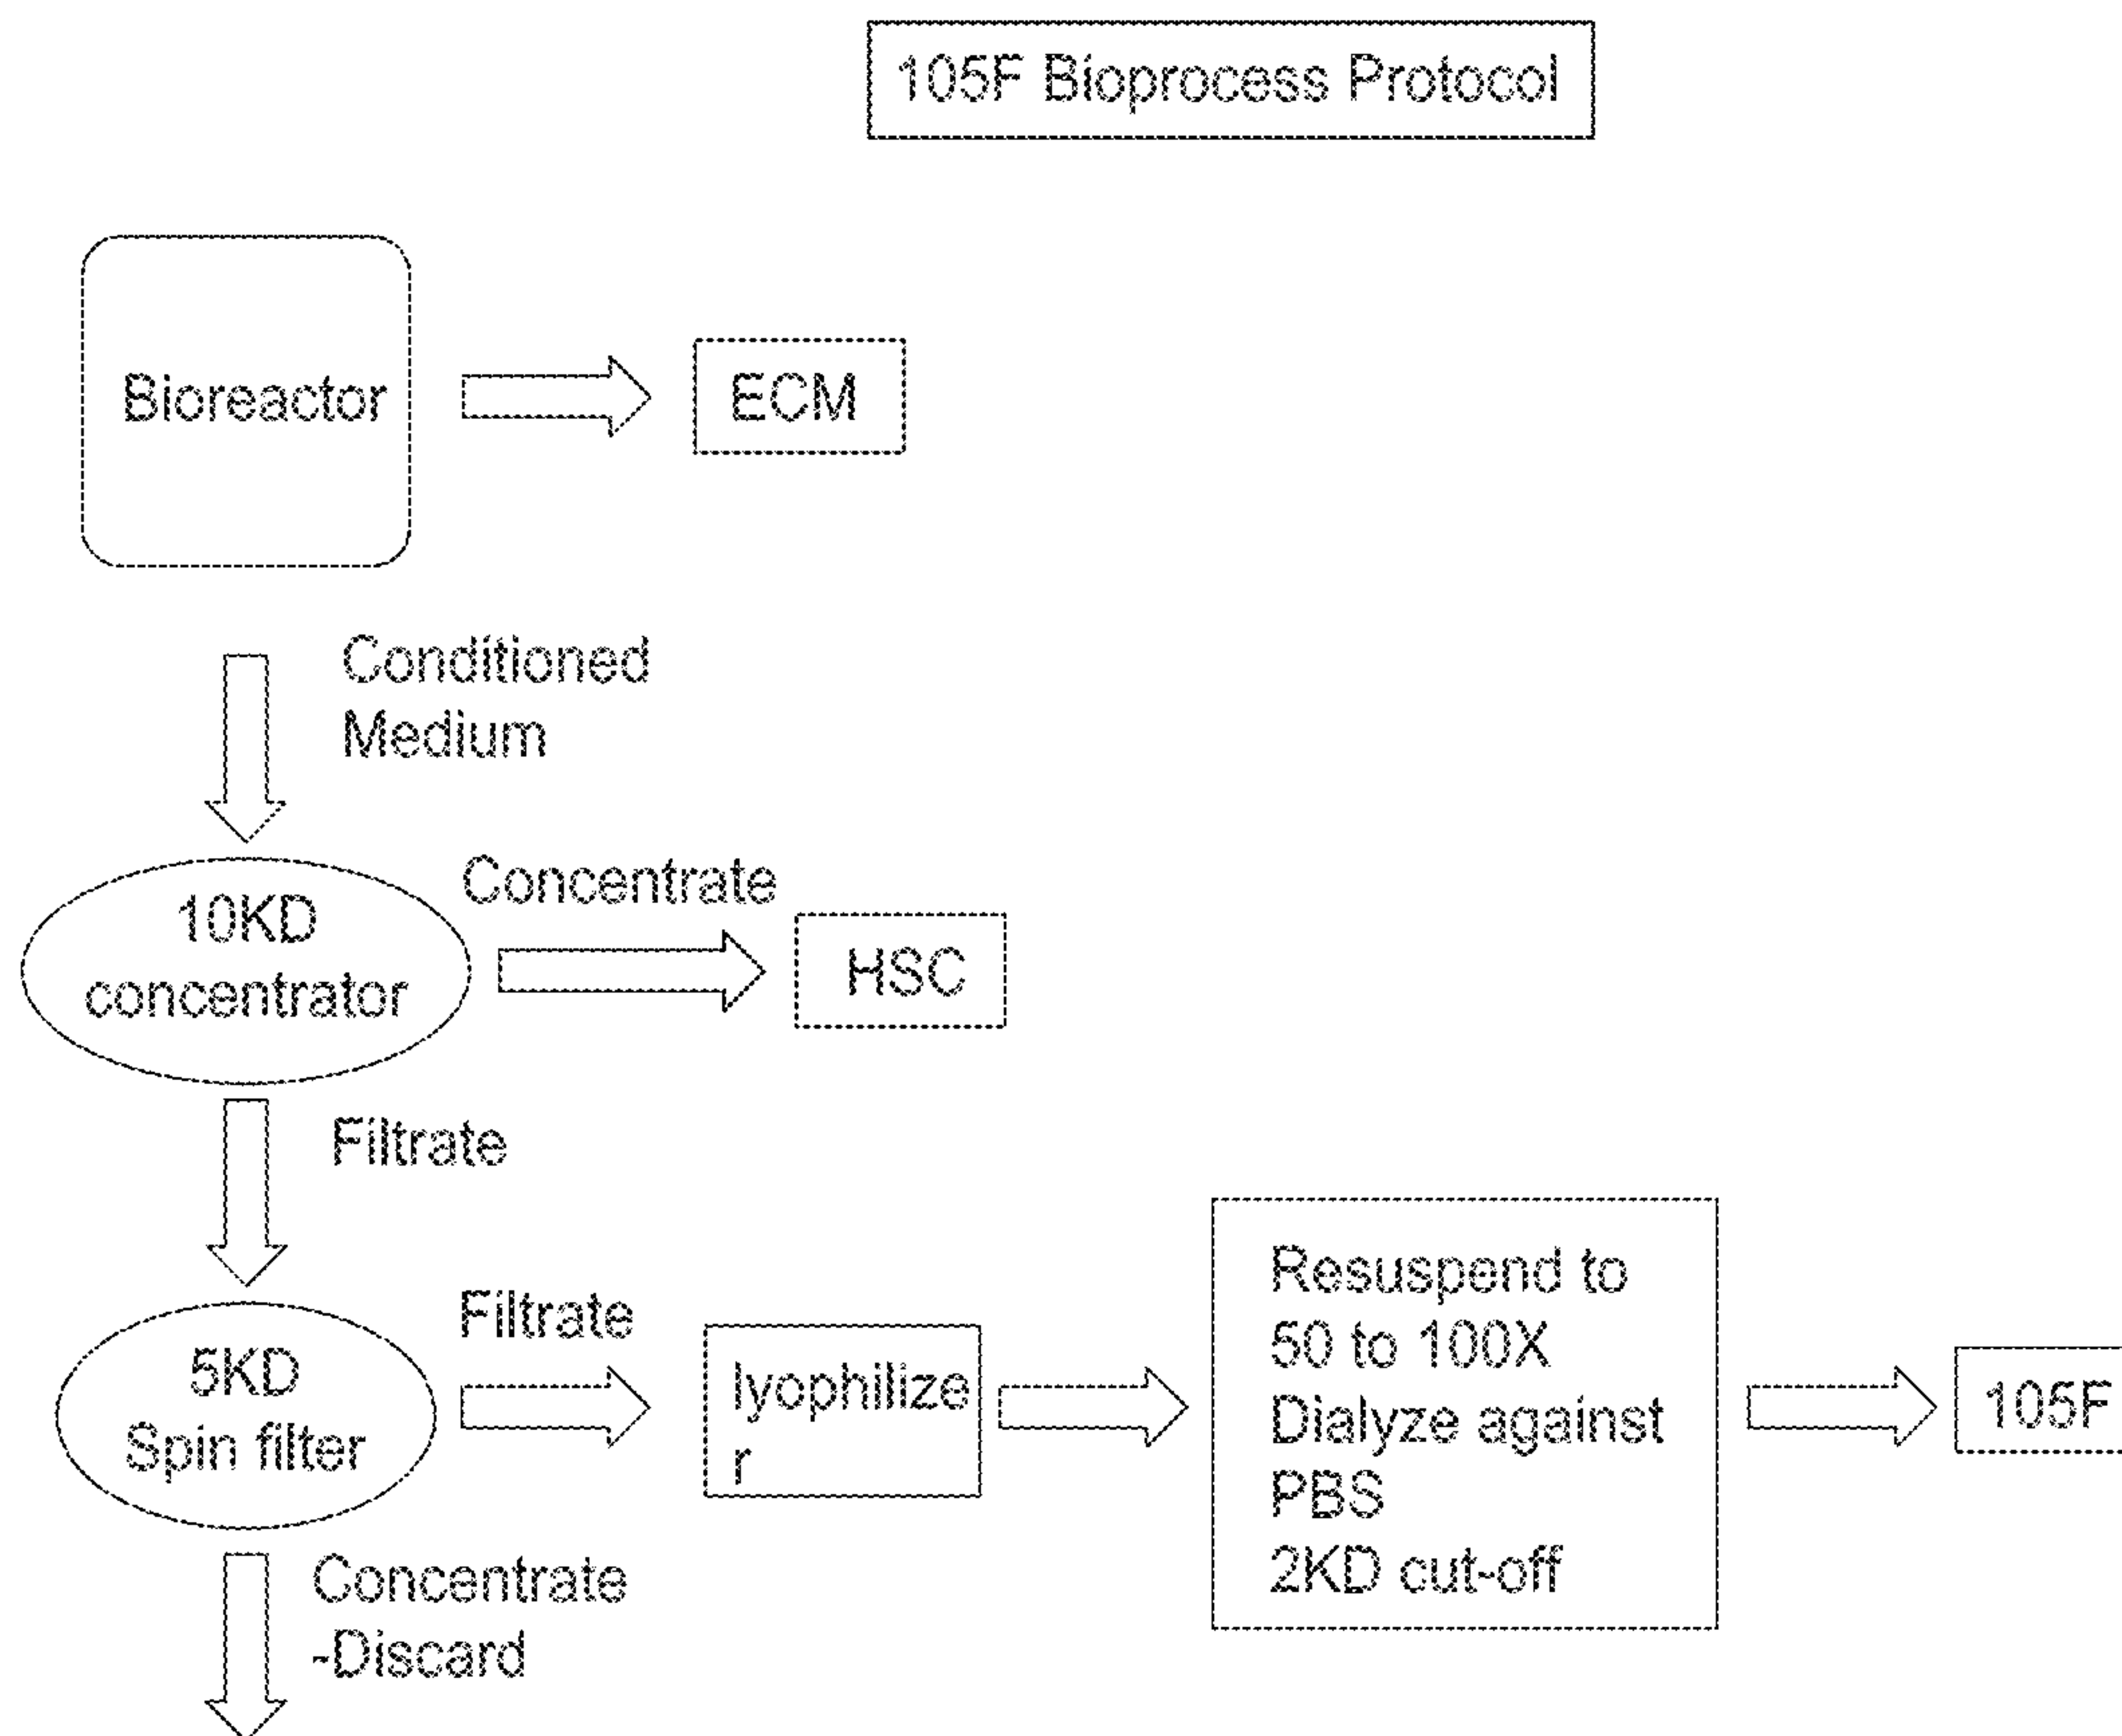 105F Bioprocess Protocol
Bioreactor
ECM
Conditioned
Medium
10KD
concentrator
Concentrate
HSC
Filtrate
5KD
Spin filter
Filtrate
lyophilize
r
Resuspend to
50 to 100X
Dialyze against
PBS
2KD cut-off
105F
Concentrate
-Discard